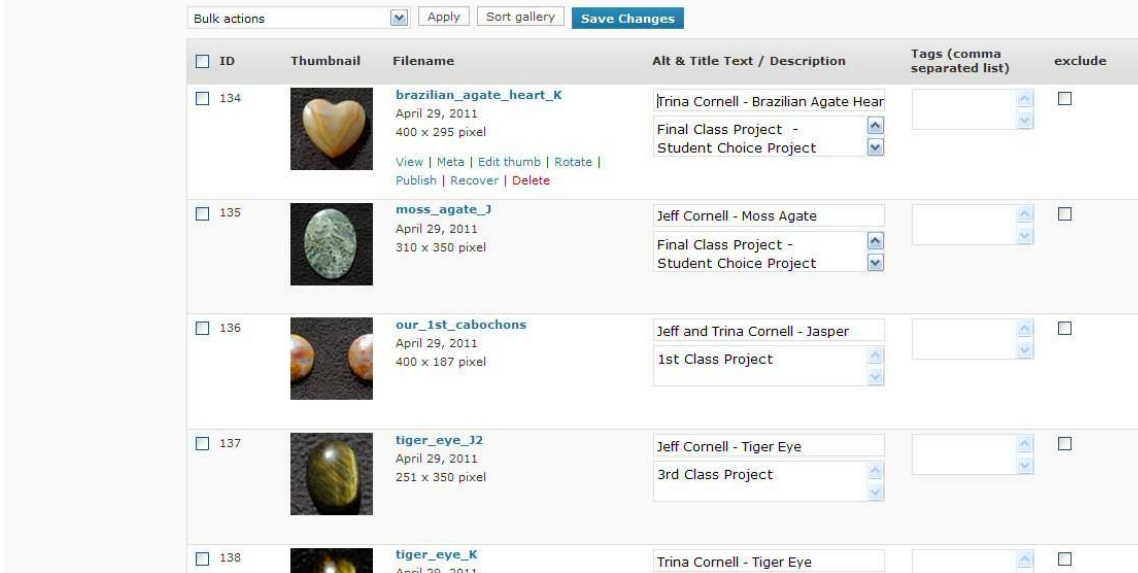 Bulk actions Apply Sort gallery Save Changes
ID Thumbnail Filename Alt & Title Text / Description Tags (comma separated list) exclude
134
brazilian_agate_heart_K
April 29, 2011
400 x 295 pixel
View | Meta | Edit thumb | Rotate |
Publish | Recover | Delete
Trina Cornell - Brazilian Agate Hear
Final Class Project -
Student Choice Project
135
moss_agate_J
April 29, 2011
310 x 350 pixel
Jeff Cornell - Moss Agate
Final Class Project -
Student Choice Project
136
our_1st_cabochons
April 29, 2011
400 x 187 pixel
Jeff and Trina Cornell - Jasper
1st Class Project
137
tiger_eye_J2
April 29, 2011
251 x 350 pixel
Jeff Cornell - Tiger Eye
3rd Class Project
138
tiger_eye_K
April 29, 2011
Trina Cornell - Tiger Eye